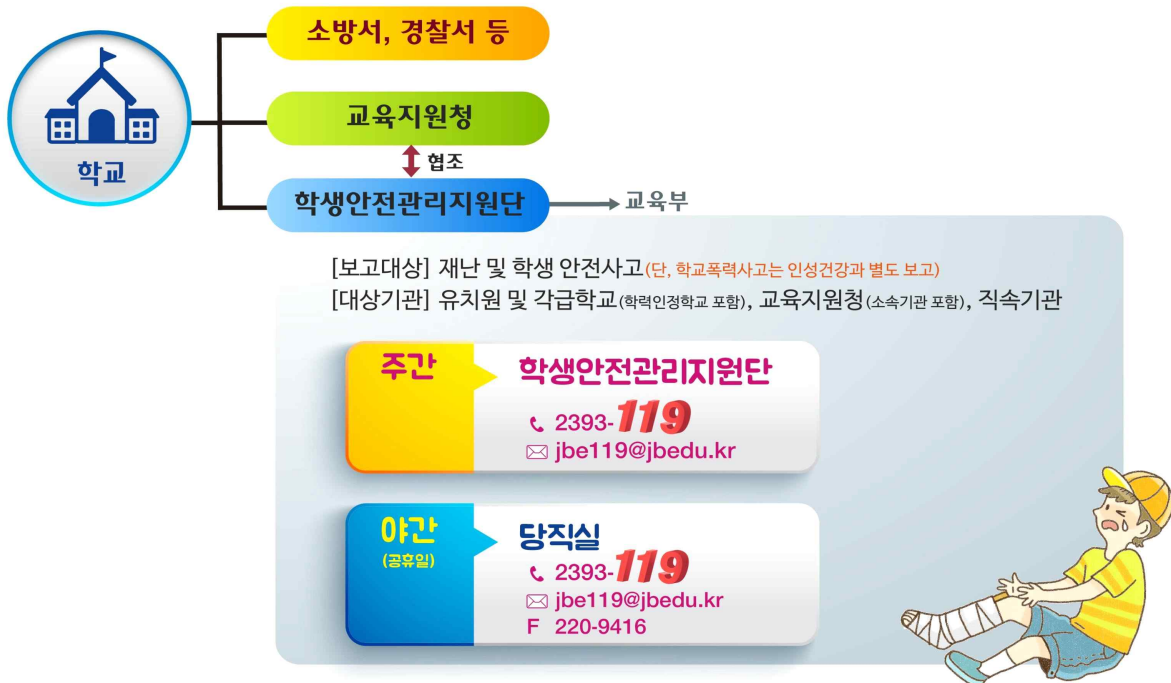 소방서, 경찰서 등
학교
교육지원청
협조
학생안전관리지원단
교육부
[보고대상] 재난 및 학생 안전사고(단, 학교폭력사고는 인성건강과 별도 보고)
[대상기관] 유치원 및 각급학교(학력인정학교 포함), 교육지원청(소속기관 포함), 직속기관
주간
학생안전관리지원단
2393-119
jbe119@jbedu.kr
야간
(공휴일)
당직실
2393-119
jbe119@jbedu.kr
F 220-9416